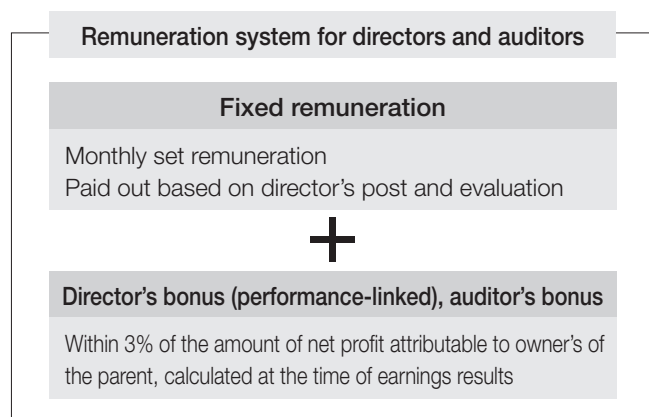 Remuneration system for directors and auditors
Fixed remuneration
Monthly set remuneration
Paid out based on director’s post and evaluation
+
Director’s bonus (performance-linked), auditor’s bonus
Within 3% of the amount of net profit attributable to owner’s of
the parent, calculated at the time of earnings results